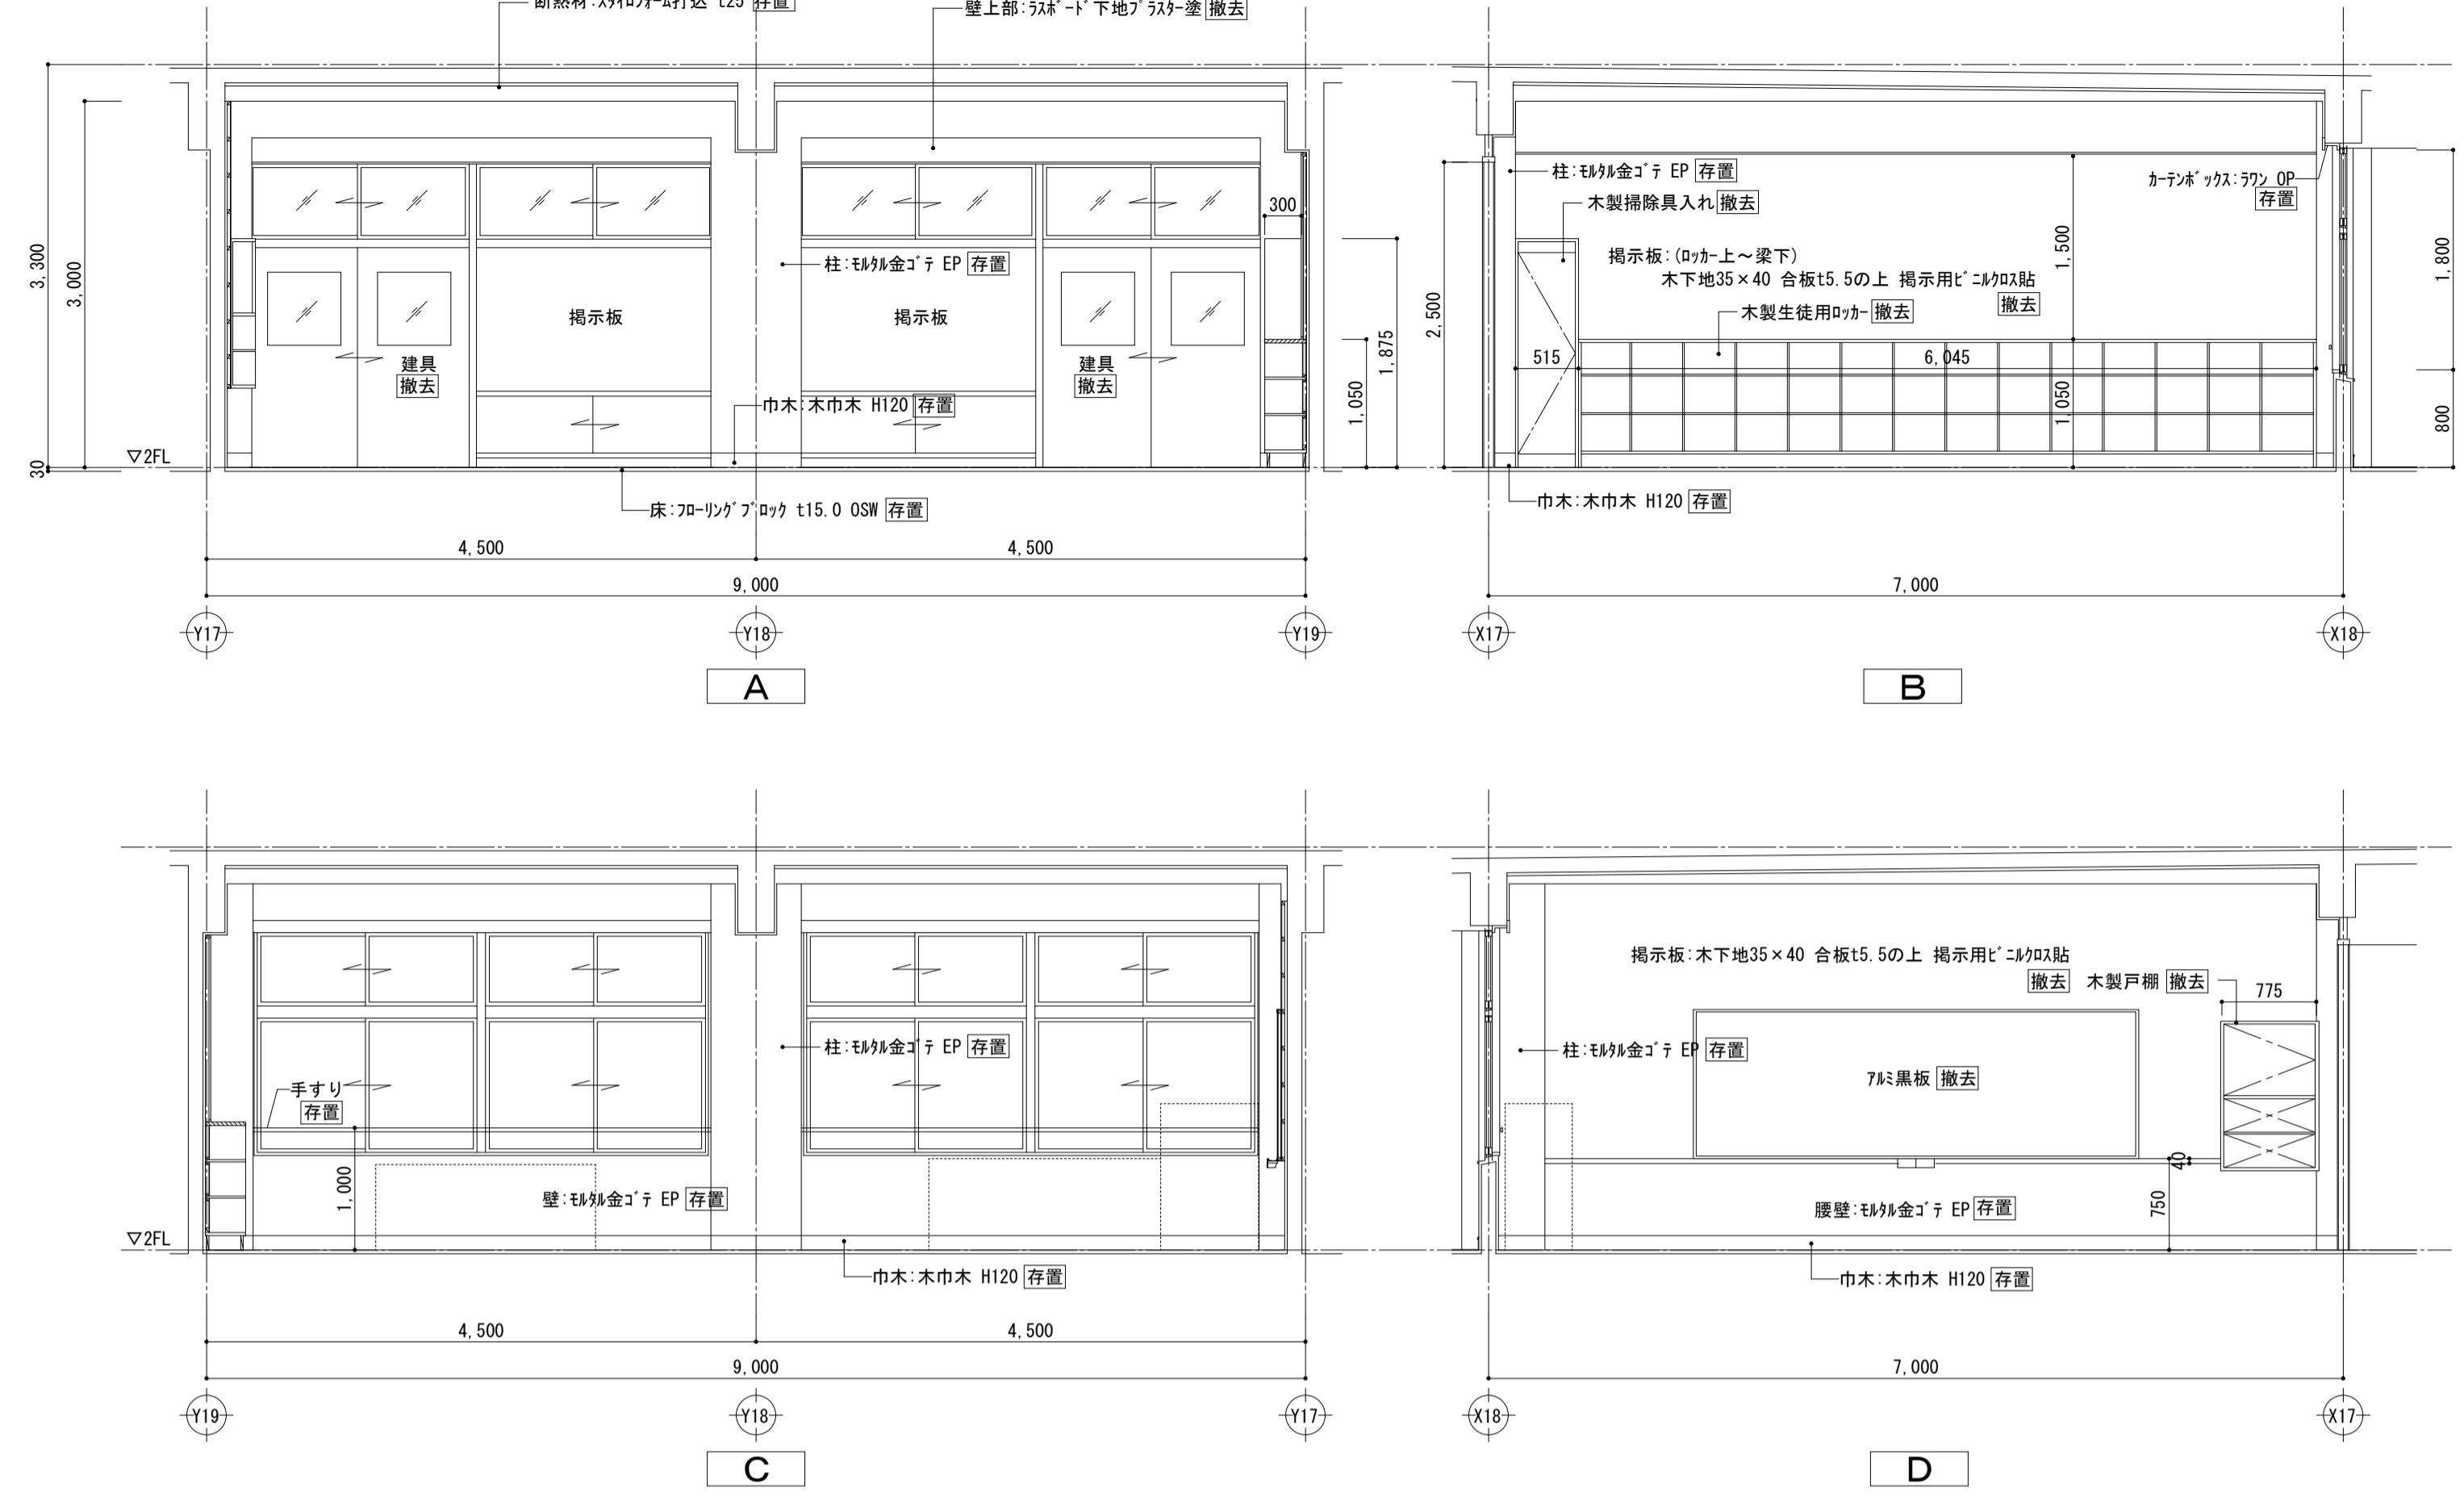 断熱材:ｽﾀｲﾛﾌｫｰﾑ打込 t25 存置
壁上部:ﾗｽﾎﾞｰﾄﾞ下地ﾌﾟﾗｽﾀｰ塗 撤去
3,300
3,000
30
▽2FL
建具
撤去
掲示板
柱:ﾓﾙﾀﾙ金ｺﾞﾃ EP 存置
掲示板
建具
撤去
巾木:木巾木 H120 存置
床:ﾌﾛｰﾘﾝｸﾞﾌﾞﾛｯｸ t15.0 OSW 存置
300
1,050
1,875
4,500
4,500
9,000
Y17
Y18
Y19
A
2,500
柱:ﾓﾙﾀﾙ金ｺﾞﾃ EP 存置
木製掃除具入れ 撤去
掲示板:(ﾛｯｶｰ上～梁下)
木下地35×40 合板t5.5の上 掲示用ﾋﾞﾆﾙｸﾛｽ貼
撤去
木製生徒用ﾛｯｶｰ 撤去
ｶｰﾃﾝﾎﾞｯｸｽ:ﾗﾜﾝ OP
存置
515
6,045
1,500
1,050
1,800
800
巾木:木巾木 H120 存置
7,000
X17
X18
B
▽2FL
手すり
存置
1,000
柱:ﾓﾙﾀﾙ金ｺﾞﾃ EP 存置
壁:ﾓﾙﾀﾙ金ｺﾞﾃ EP 存置
巾木:木巾木 H120 存置
4,500
4,500
9,000
Y19
Y18
Y17
C
掲示板:木下地35×40 合板t5.5の上 掲示用ﾋﾞﾆﾙｸﾛｽ貼
撤去
木製戸棚 撤去
775
柱:ﾓﾙﾀﾙ金ｺﾞﾃ EP 存置
ｱﾙﾐ黒板 撤去
40
750
腰壁:ﾓﾙﾀﾙ金ｺﾞﾃ EP 存置
巾木:木巾木 H120 存置
7,000
X18
X17
D